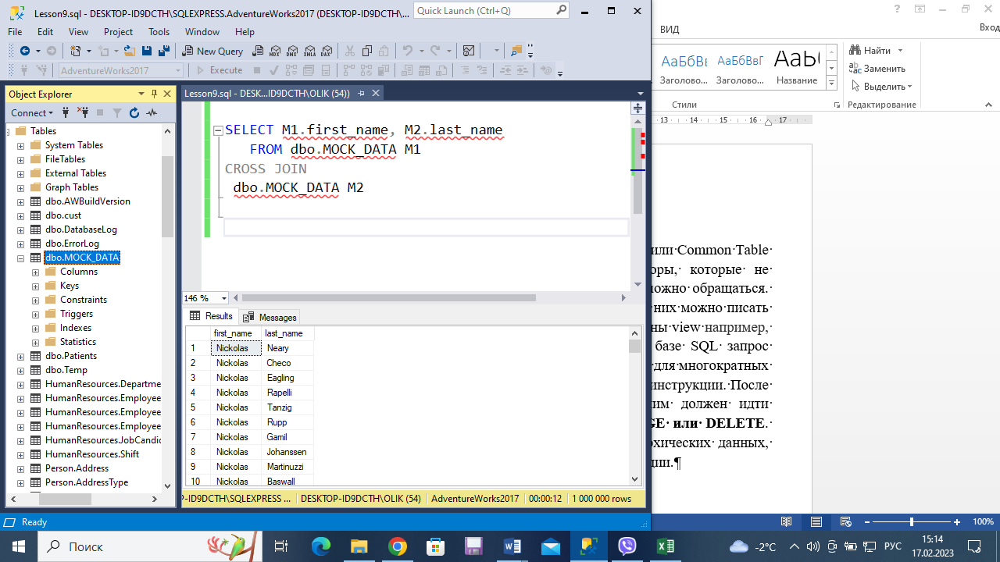 Lesson9.sql - DESKTOP-ID9DCTH\SQLEXPRESS.AdventureWorks2017 (DESKTOP-ID9DCTH\...
Quick Launch (Ctrl+Q)
File Edit View Project Tools Window Help
New Query
MDX DMX XMLA DAX
AdventureWorks2017
Execute
Object Explorer
Connect
Tables
System Tables
FileTables
External Tables
Graph Tables
dbo.AWBuildVersion
dbo.cust
dbo.DatabaseLog
dbo.ErrorLog
dbo.MOCK_DATA
Columns
Keys
Constraints
Triggers
Indexes
Statistics
dbo.Patients
dbo.Temp
HumanResources.Departme
HumanResources.Employee
HumanResources.Employee
HumanResources.Employee
HumanResources.JobCandic
HumanResources.Shift
Person.Address
Person.AddressType
Lesson9.sql - DESK...ID9DCTH\OLIK (54))
SELECT M1.first_name, M2.last_name
FROM dbo.MOCK_DATA M1
CROSS JOIN
dbo.MOCK_DATA M2
146 %
Results Messages
first_name last_name
1 Nickolas Neary
2 Nickolas Checo
3 Nickolas Eagling
4 Nickolas Rapelli
5 Nickolas Tanzig
6 Nickolas Rupp
7 Nickolas Gamil
8 Nickolas Johanssen
9 Nickolas Martinuzzi
10 Nickolas Baswall
P-ID9DCTH\SQLEXPRESS ... DESKTOP-ID9DCTH\OLIK (54) AdventureWorks2017 00:00:12 1 000 000 rows
Ready
?
ВИД
Вход
АаБбВв
АаБбВвГ
АаБ
Заголово...
Заголово...
Название
Стили
Найти
Заменить
Выделить
Редактирование
13 14 15 16 17
или Common Table
оры, которые не
ожно обращаться.
них можно писать
ны view например,
базе SQL запрос
для многократных
инструкции. После
им должен идти
GE или DELETE.
рхических данных,
ции.¶
100%
Поиск
-2°C
РУС
15:14
17.02.2023